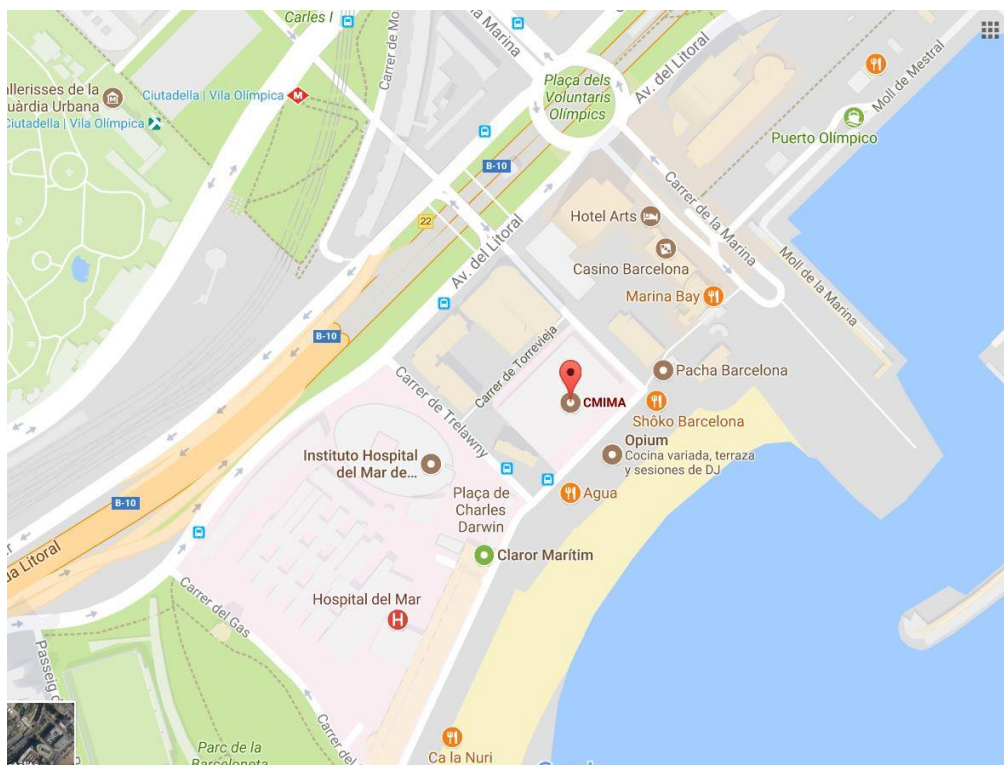 Carles I
la Marina
Carrer de Mo
Plaça dels
Voluntaris
Olímpics
Av. del Litoral
Moll de Mestral
Puerto Olímpico
allerisses de la
uàrdia Urbana
Ciutadella | Vila Olímpica
M
Ciutadella | Vila Olímpica
B-10
22
Av. del Litoral
Carrer de la Marina
Hotel Arts
Casino Barcelona
Marina Bay
Moll de la Marina
B-10
Carrer de Torrevieja
Pacha Barcelona
Carrer de Trelawny
CMIMA
Shôko Barcelona
Opium
Cocina variada, terraza
y sesiones de DJ
Instituto Hospital
del Mar de...
Agua
Plaça de
Charles
Darwin
B-10
da Litoral
Claror Marítim
Hospital del Mar
H
Carrer del Gas
Passeig d
Carrer del
Parc de la
Barceloneta
Ca la Nuri